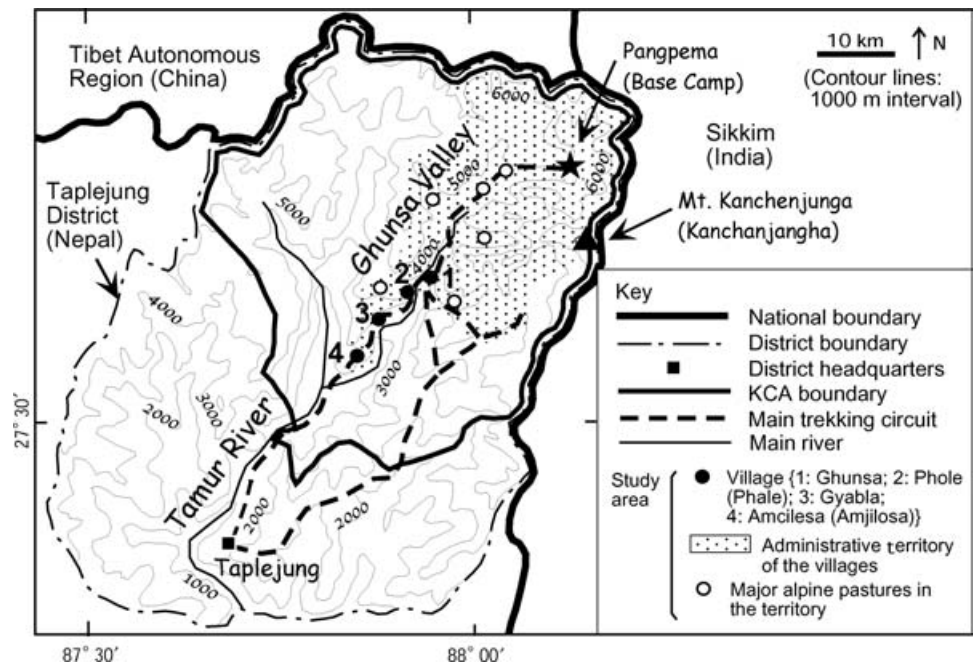 Tibet Autonomous
Region (China)
Pangpema
(Base Camp)
10 km
N
(Contour lines:
1000 m interval)
Sikkim
(India)
Mt. Kanchenjunga
(Kanchanjangha)
Taplejung
District
(Nepal)
Ghunsa Valley
Tamur River
Taplejung
6000
5000
6000
5000
4000
4000
3000
3000
2000
2000
2000
1000
1
2
3
4
27°30'
87°30'
88°00'
Key
National boundary
District boundary
District headquarters
KCA boundary
Main trekking circuit
Main river
Study
area
Village {1: Ghunsa; 2: Phole
(Phale); 3: Gyabla;
4: Amcilesa (Amjilosa)}
Administrative territory
of the villages
Major alpine pastures in
the territory